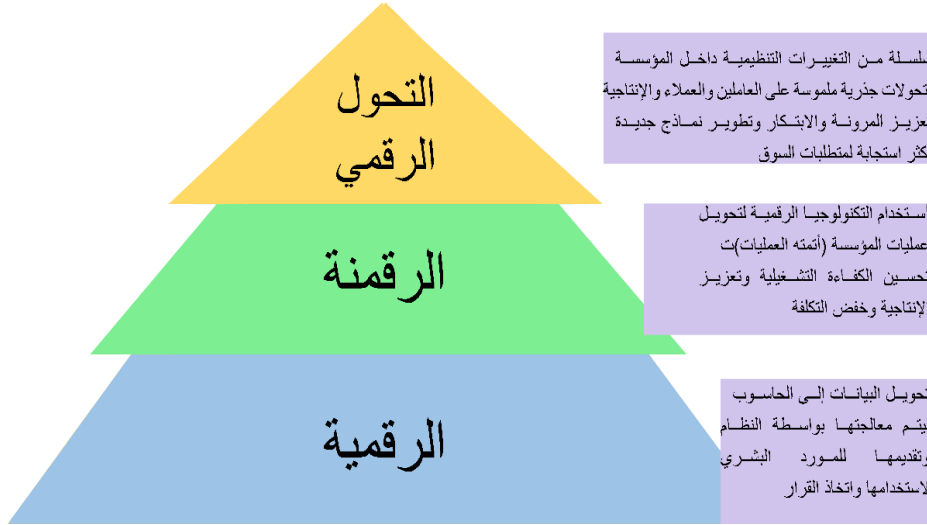 التحول
الرقمي
سلسلة من التغييرات التنظيمية داخل المؤسسة
تحولات جذرية ملموسة على العاملين والعملاء والإنتاجية
تعزيز المرونة والابتكار وتطوير نماذج جديدة
كثر استجابة لمتطلبات السوق
الرقمنة
استخدام التكنولوجيا الرقمية لتحويل
عمليات المؤسسة (أتمته العمليات)ت
تحسين الكفاءة التشغيلية وتعزيز
الإنتاجية وخفض التكلفة
الرقمية
تحويل البيانات إلى الحاسوب
ليتم معالجتها بواسطة النظام
وتقديمها للمورد البشري
لاستخدامها واتخاذ القرار